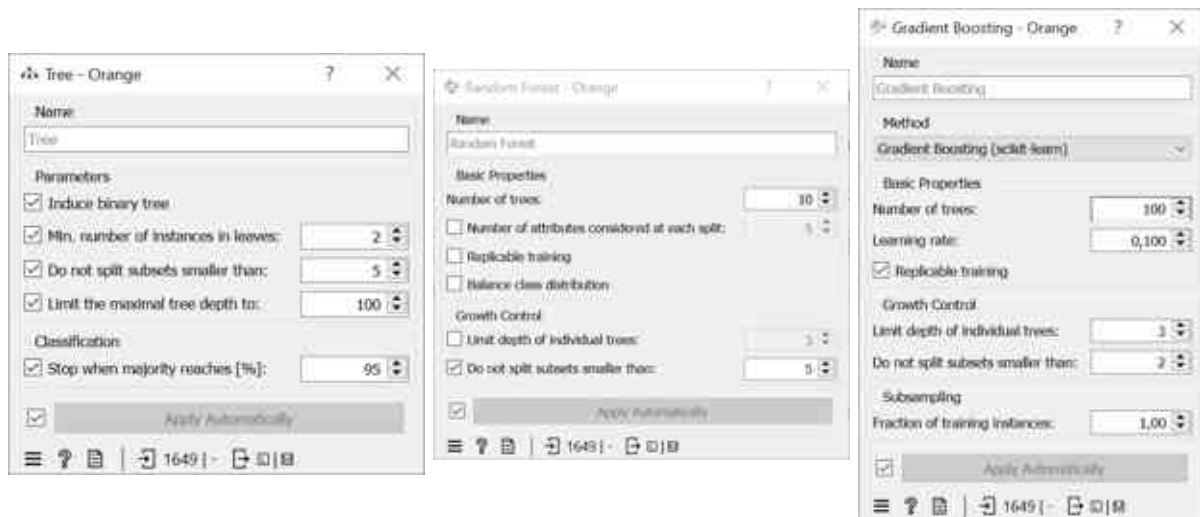 Tree - Orange ? ×
Name
Tree
Parameters
Induce binary tree
Min. number of instances in leaves: 2
Do not split subsets smaller than: 5
Limit the maximal tree depth to: 100
Classification
Stop when majority reaches [%]: 95
Apply Automatically
1649 | -
Random Forest - Orange ? ×
Name
Random Forest
Basic Properties
Number of trees: 10
Number of attributes considered at each split: 5
Replicable training
Balance class distribution
Growth Control
Limit depth of individual trees: 3
Do not split subsets smaller than: 5
Apply Automatically
1649 | -
Gradient Boosting - Orange ? ×
Name
Gradient Boosting
Method
Gradient Boosting (scikit-learn)
Basic Properties
Number of trees: 100
Learning rate: 0,100
Replicable training
Growth Control
Limit depth of individual trees: 3
Do not split subsets smaller than: 2
Subsampling
Fraction of training instances: 1,00
Apply Automatically
1649 | -